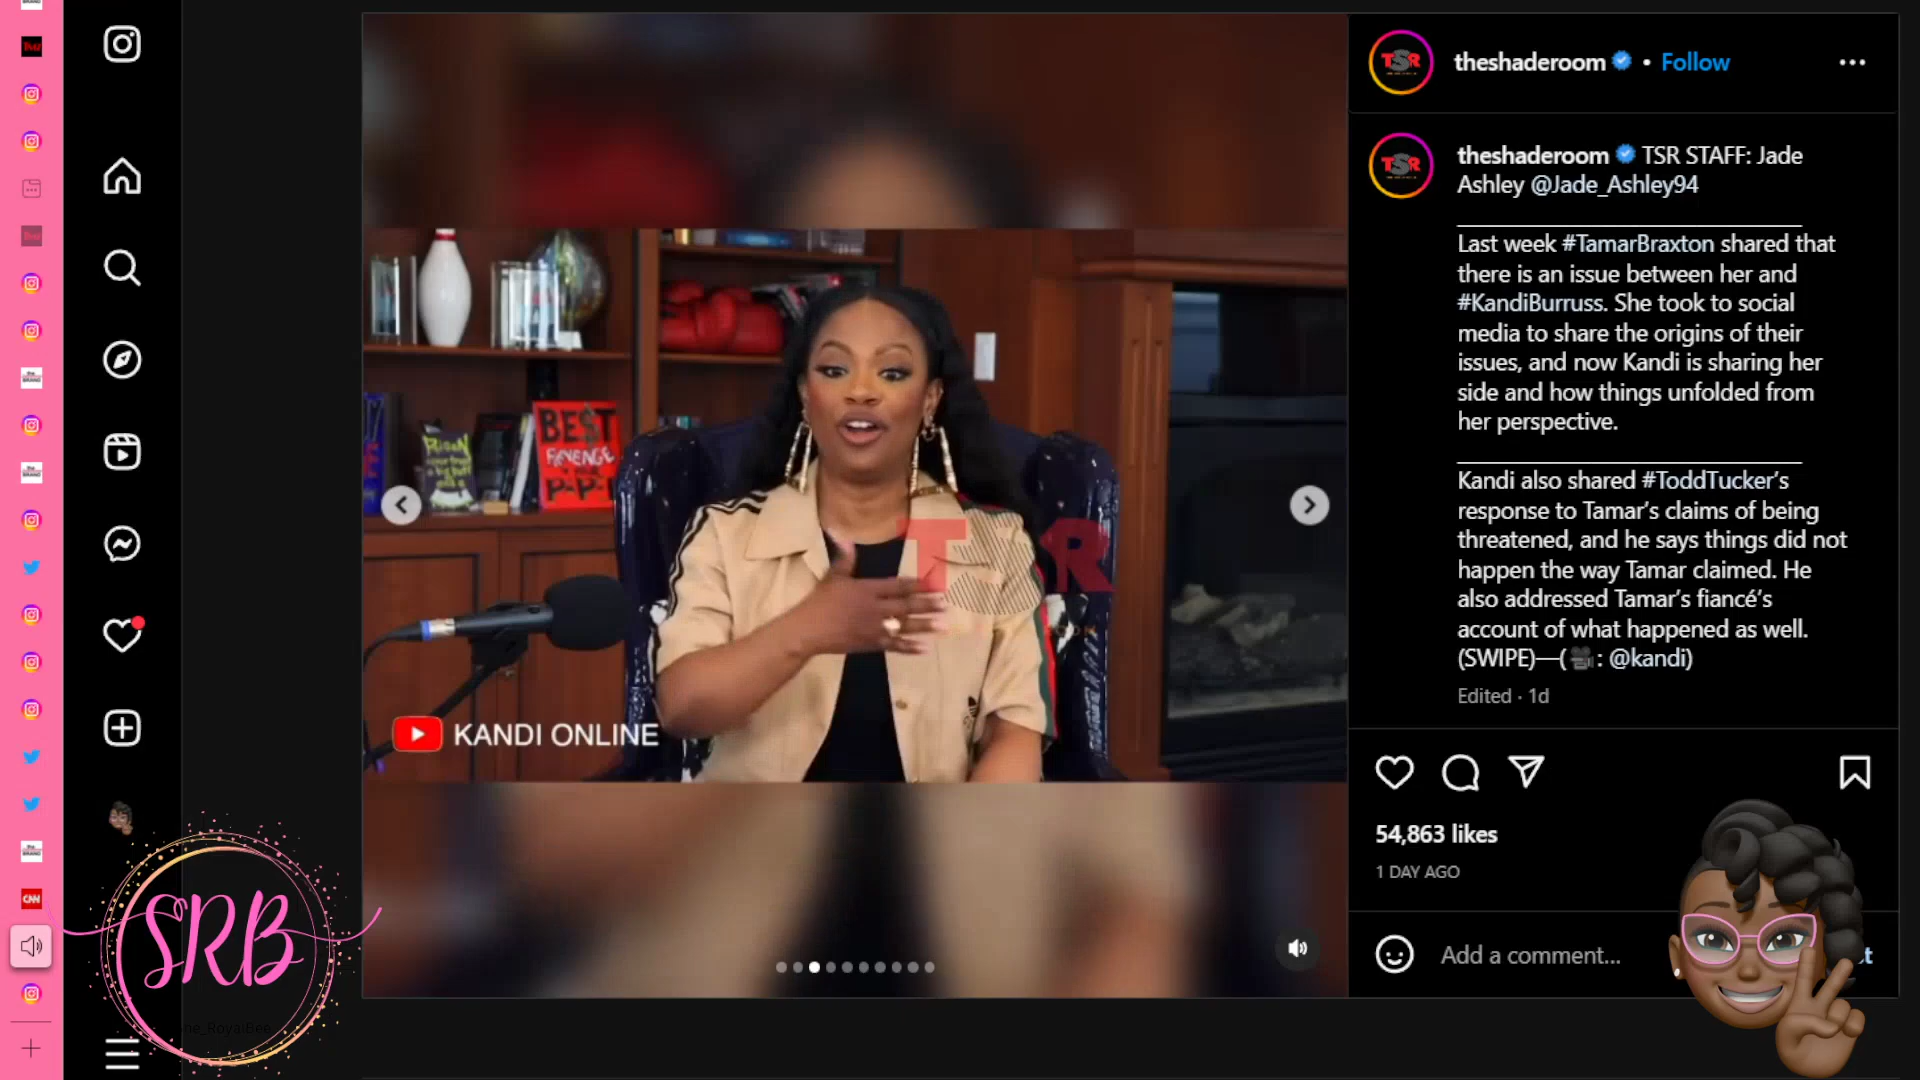 theshaderoom • Follow
theshaderoom TSR STAFF: Jade
Ashley @Jade_Ashley94
Last week #TamarBraxton shared that
there is an issue between her and
#KandiBurruss. She took to social
media to share the origins of their
issues, and now Kandi is sharing her
side and how things unfolded from
her perspective.
Kandi also shared #ToddTucker’s
response to Tamar’s claims of being
threatened, and he says things did not
happen the way Tamar claimed. He
also addressed Tamar’s fiancé’s
account of what happened as well.
(SWIPE)—( : @kandi)
Edited · 1d
54,863 likes
1 DAY AGO
Add a comment...
BEST
REVENGE
TSR
KANDI ONLINE
SRB
CNN
TSR
TSR